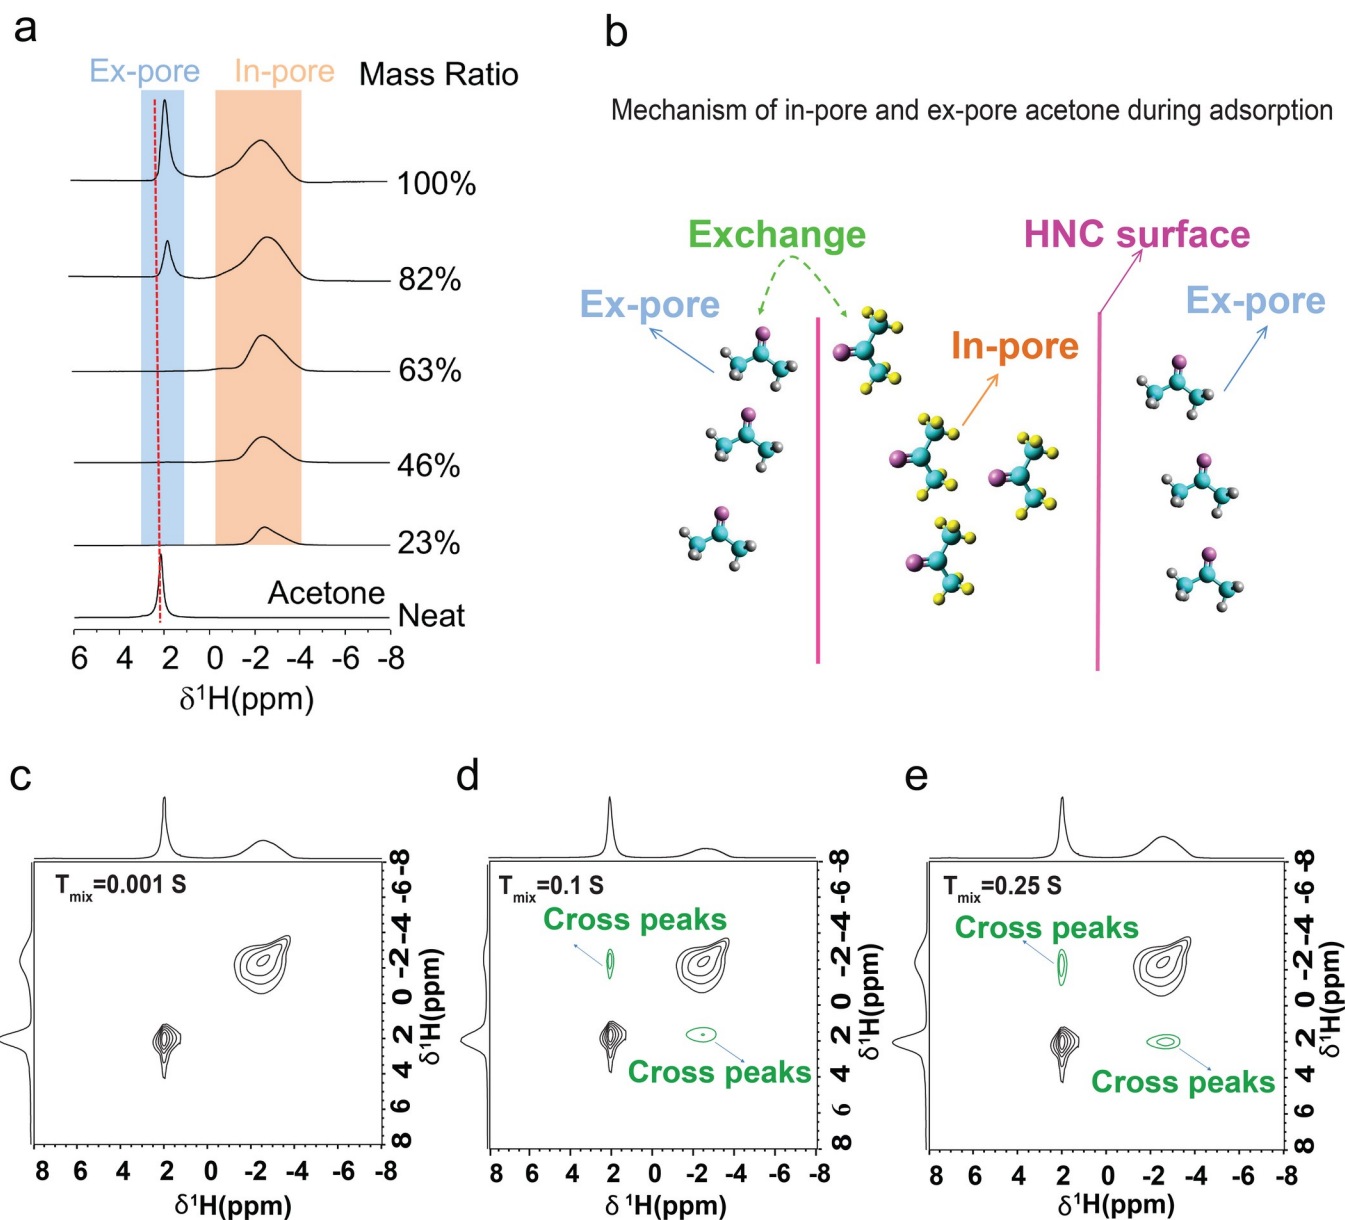 a
Ex-pore In-pore Mass Ratio
100%
82%
63%
46%
23%
Acetone
Neat
6 4 2 0 -2 -4 -6 -8
δ¹H(ppm)
b
Mechanism of in-pore and ex-pore acetone during adsorption
Exchange HNC surface
Ex-pore Ex-pore
In-pore
c
Tmix=0.001 S
-8 -6 -4 -2 0 2 4 6 8
δ¹H(ppm)
8 6 4 2 0 -2 -4 -6 -8
δ¹H(ppm)
d
Tmix=0.1 S
Cross peaks
Cross peaks
-8 -6 -4 -2 0 2 4 6 8
δ¹H(ppm)
8 6 4 2 0 -2 -4 -6 -8
δ ¹H(ppm)
e
Tmix=0.25 S
Cross peaks
Cross peaks
-8 -6 -4 -2 0 2 4 6 8
δ¹H(ppm)
8 6 4 2 0 -2 -4 -6 -8
δ¹H(ppm)